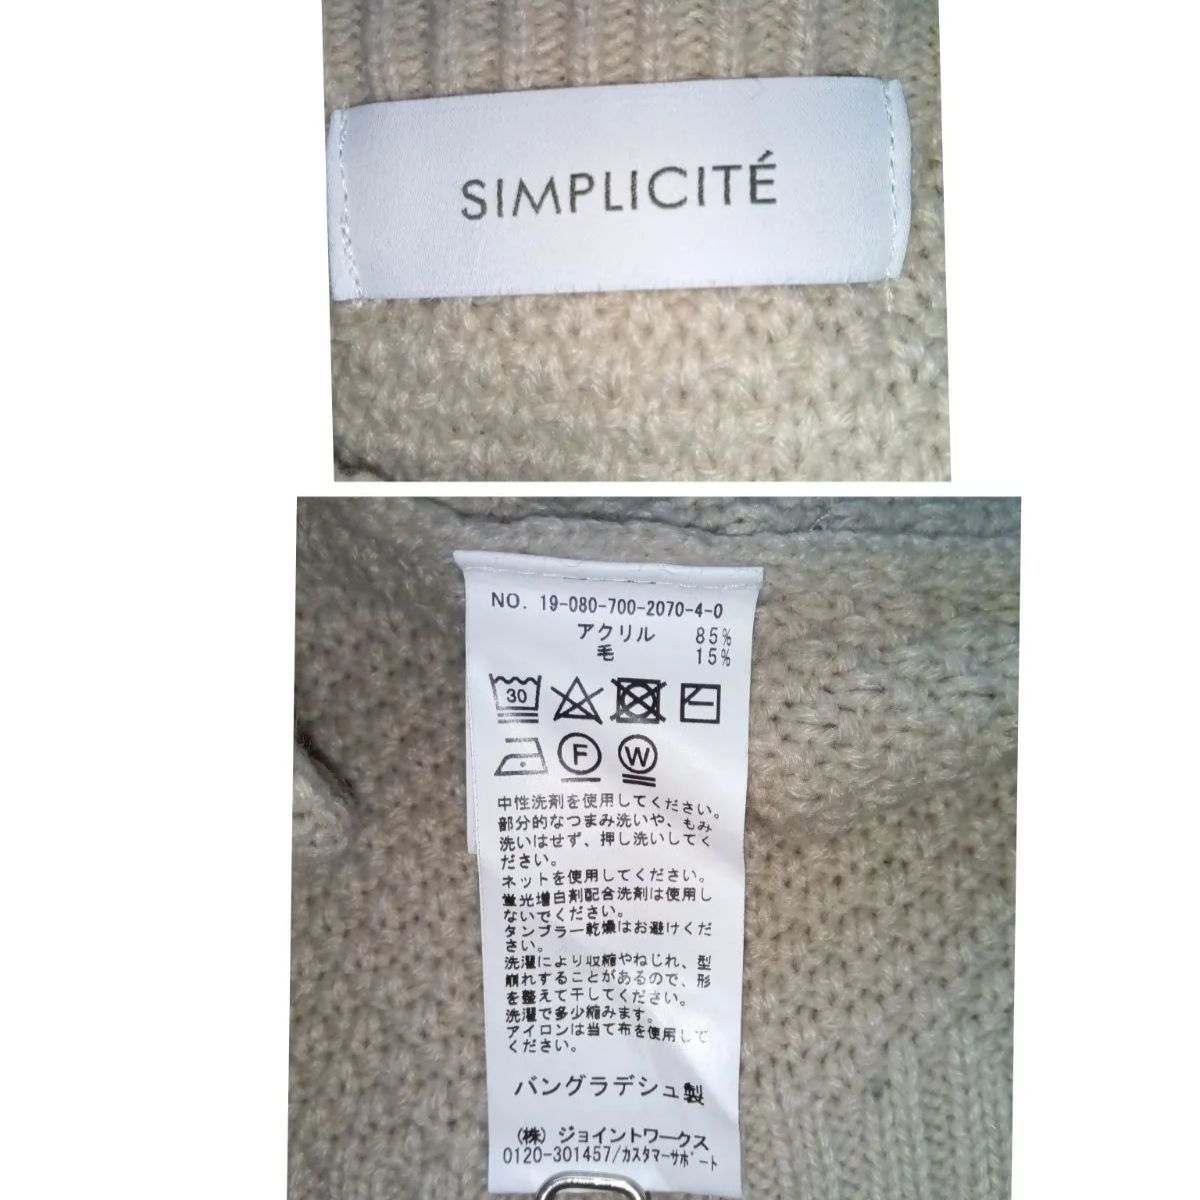 SIMPLICITÉ
NO. 19-080-700-2070-4-0
アクリル 85%
毛 15%
30
F W
中性洗剤を使用してください。
部分的なつまみ洗いや、もみ
洗いはせず、押し洗いしてく
ださい。
ネットを使用してください。
蛍光増白剤配合洗剤は使用し
ないでください。
タンブラー乾燥はお避けくだ
さい。
洗濯により収縮やねじれ、型
崩れすることがあるので、形
を整えて干してください。
洗濯で多少縮みます。
アイロンは当て布を使用して
ください。
バングラデシュ製
(株) ジョイントワークス
0120-301457/カスタマーサポート